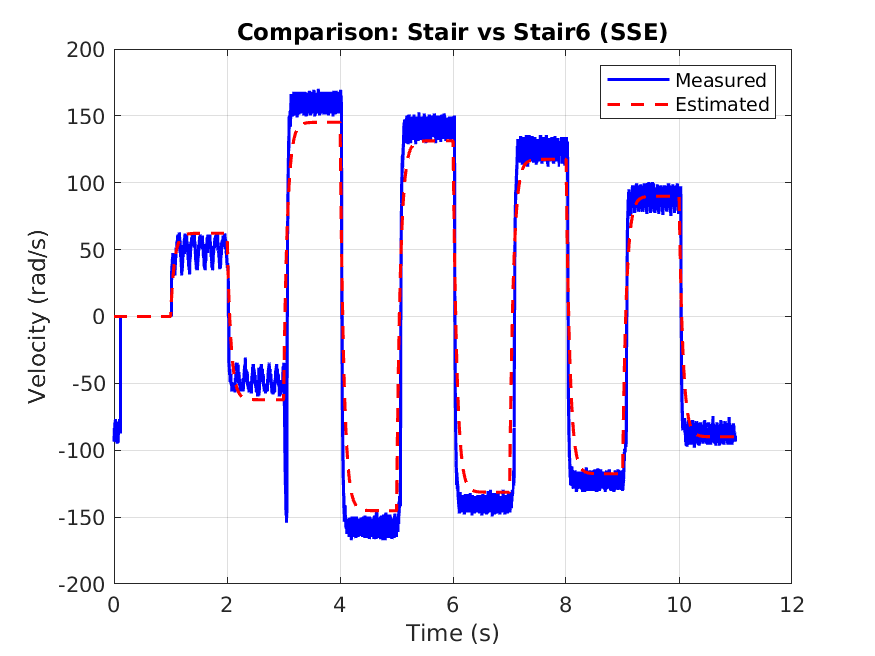 Comparison: Stair vs Stair6 (SSE)
Measured
Estimated
Velocity (rad/s)
200
150
100
50
0
-50
-100
-150
-200
0 2 4 6 8 10 12
Time (s)